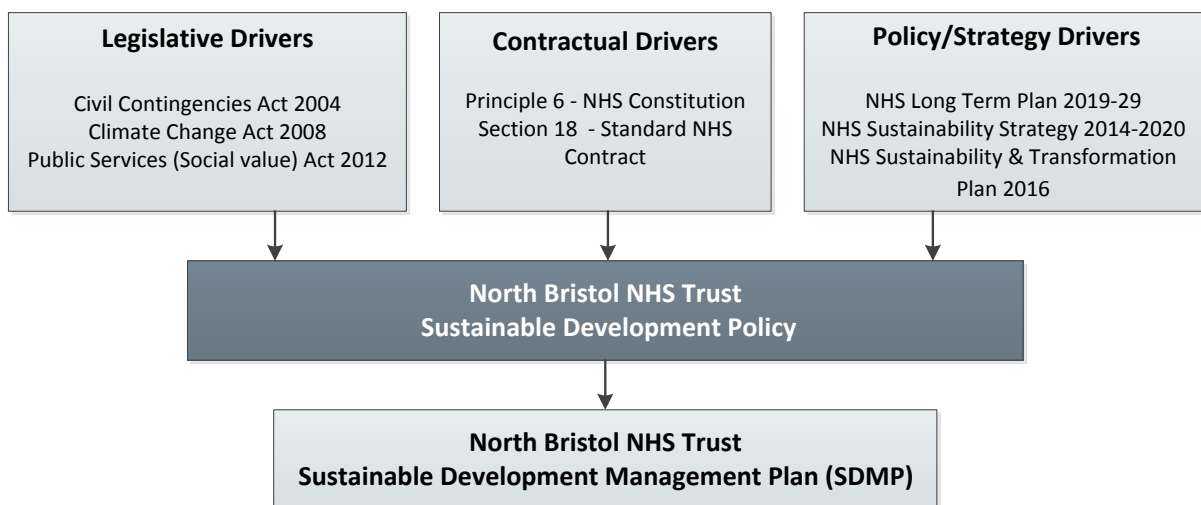 Legislative Drivers
Civil Contingencies Act 2004
Climate Change Act 2008
Public Services (Social value) Act 2012
Contractual Drivers
Principle 6 - NHS Constitution
Section 18 - Standard NHS
Contract
Policy/Strategy Drivers
NHS Long Term Plan 2019-29
NHS Sustainability Strategy 2014-2020
NHS Sustainability & Transformation
Plan 2016
North Bristol NHS Trust
Sustainable Development Policy
North Bristol NHS Trust
Sustainable Development Management Plan (SDMP)